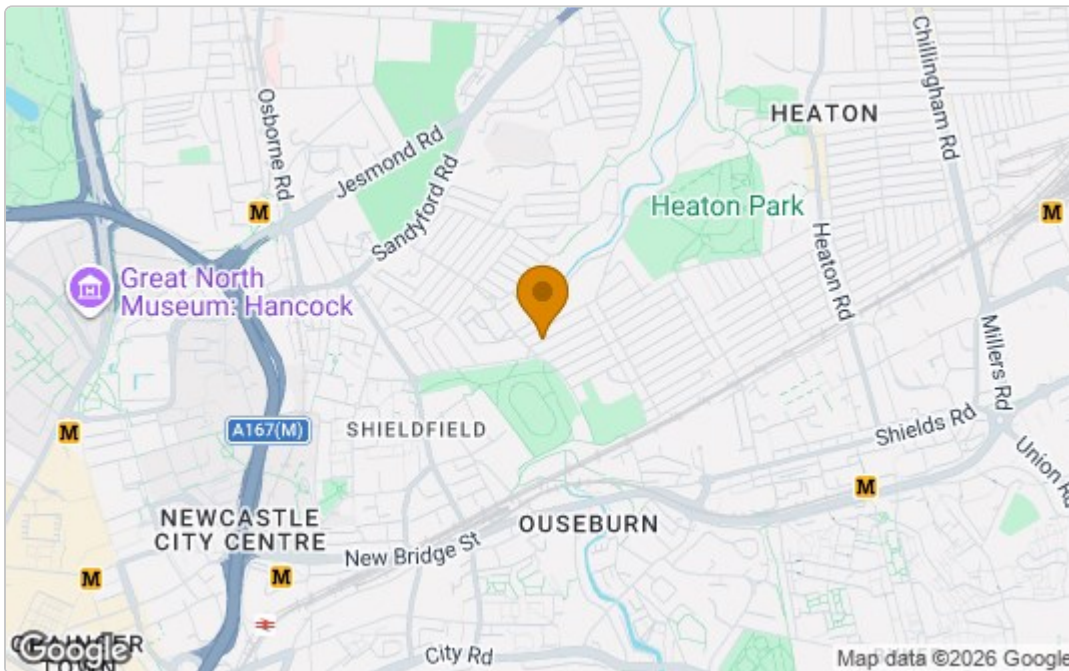 Chillingham Rd
Osborne Rd
HEATON
Jesmond Rd
Sandyford Rd
M
Heaton Park
M
Heaton Rd
Great North
Museum: Hancock
Millers Rd
A167(M)
SHIELDFIELD
M
Shields Rd
Union Rd
M
NEWCASTLE
CITY CENTRE
OUSEBURN
New Bridge St
M
M
Google
TOWN
City Rd
Map data ©2026 Google